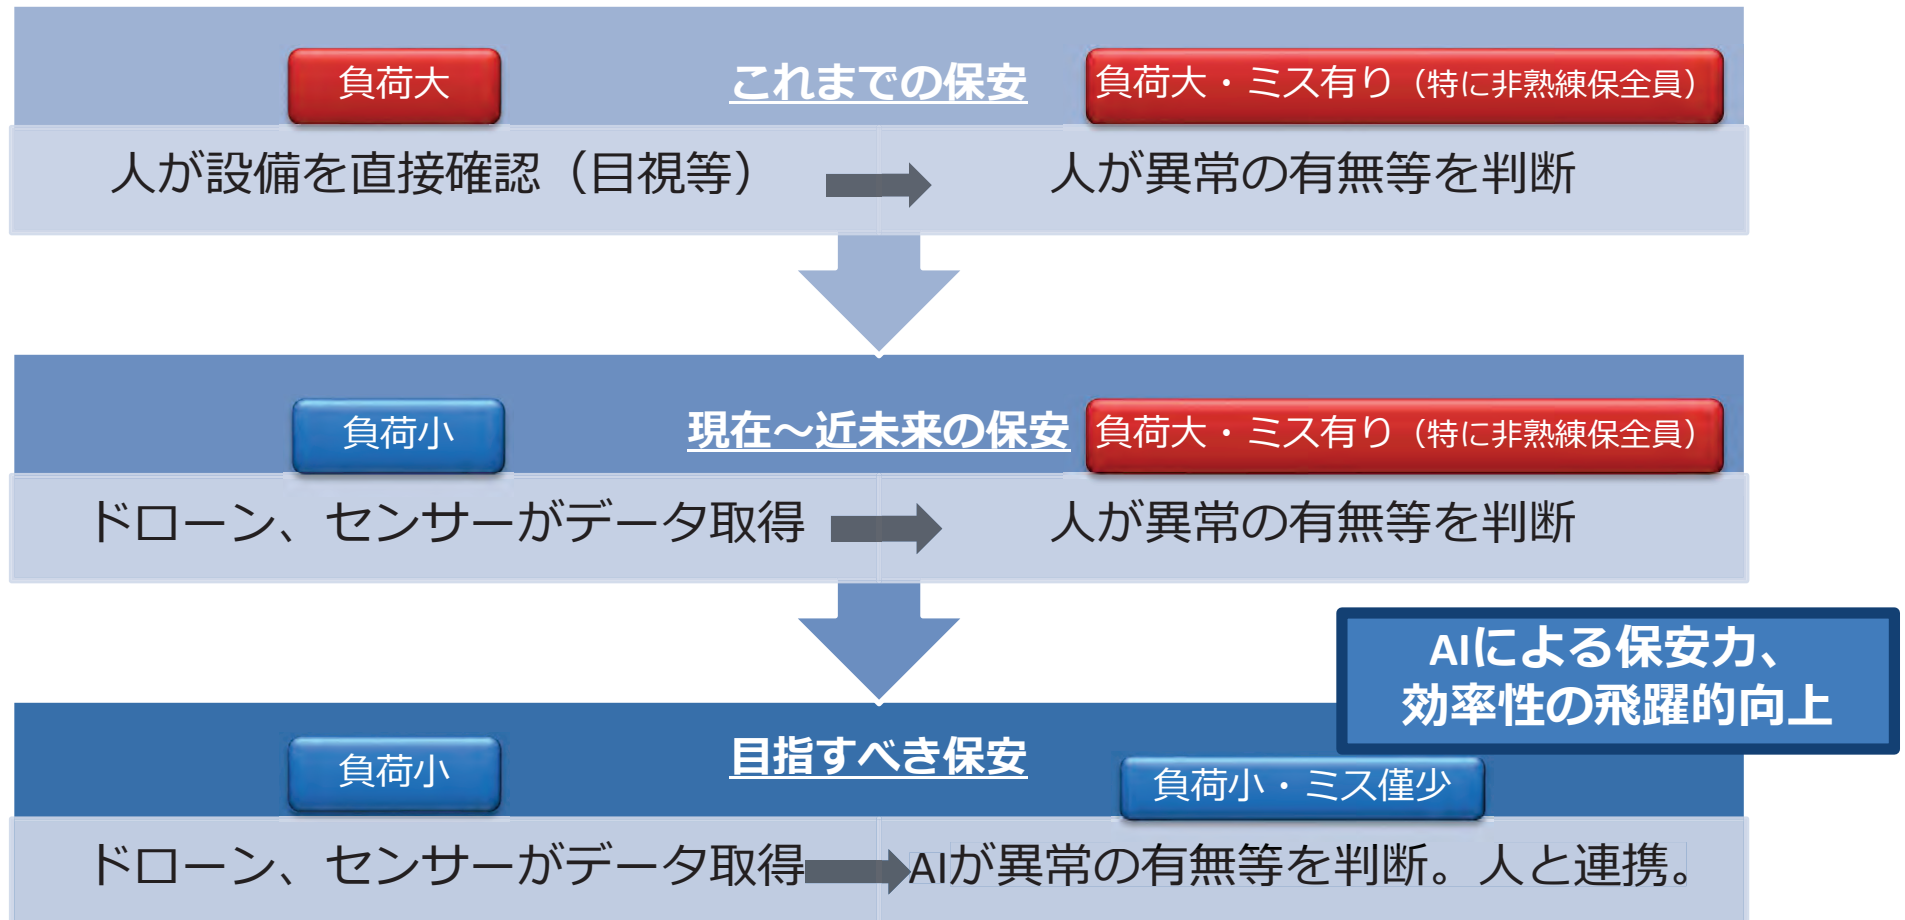 負荷大
これまでの保安
負荷大・ミス有り（特に非熟練保全員）
人が設備を直接確認（目視等）
人が異常の有無等を判断
負荷小
現在～近未来の保安
負荷大・ミス有り（特に非熟練保全員）
ドローン、センサーがデータ取得
人が異常の有無等を判断
AIによる保安力、
効率性の飛躍的向上
負荷小
目指すべき保安
負荷小・ミス僅少
ドローン、センサーがデータ取得
AIが異常の有無等を判断。人と連携。